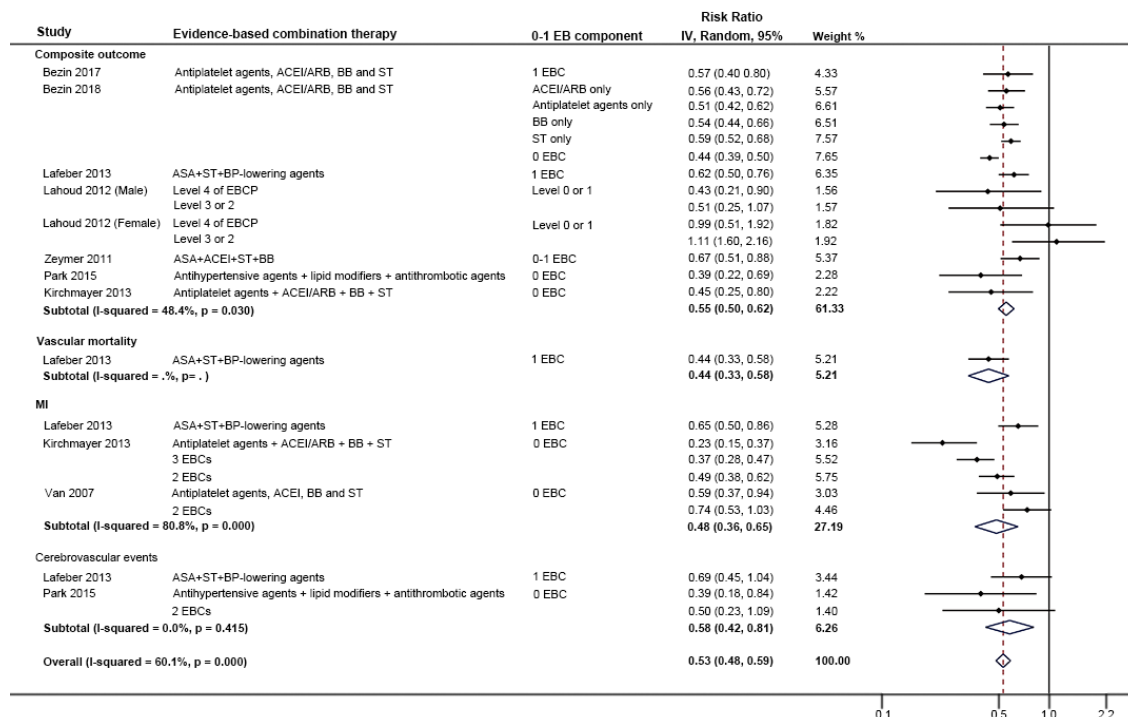 Risk Ratio
Study Evidence-based combination therapy 0-1 EB component IV, Random, 95% Weight %
Composite outcome
Bezin 2017 Antiplatelet agents, ACEI/ARB, BB and ST 1 EBC 0.57 (0.40 0.80) 4.33
Bezin 2018 Antiplatelet agents, ACEI/ARB, BB and ST ACEI/ARB only 0.56 (0.43, 0.72) 5.57
Antiplatelet agents only 0.51 (0.42, 0.62) 6.61
BB only 0.54 (0.44, 0.66) 6.51
ST only 0.59 (0.52, 0.68) 7.57
0 EBC 0.44 (0.39, 0.50) 7.65
Lafeber 2013 ASA+ST+BP-lowering agents 1 EBC 0.62 (0.50, 0.76) 6.35
Lahoud 2012 (Male) Level 4 of EBCP Level 0 or 1 0.43 (0.21, 0.90) 1.56
Level 3 or 2 0.51 (0.25, 1.07) 1.57
Lahoud 2012 (Female) Level 4 of EBCP Level 0 or 1 0.99 (0.51, 1.92) 1.82
Level 3 or 2 1.11 (1.60, 2.16) 1.92
Zeymer 2011 ASA+ACEI+ST+BB 0-1 EBC 0.67 (0.51, 0.88) 5.37
Park 2015 Antihypertensive agents + lipid modifiers + antithrombotic agents 0 EBC 0.39 (0.22, 0.69) 2.28
Kirchmayer 2013 Antiplatelet agents + ACEI/ARB + BB + ST 0 EBC 0.45 (0.25, 0.80) 2.22
Subtotal (I-squared = 48.4%, p = 0.030) 0.55 (0.50, 0.62) 61.33
Vascular mortality
Lafeber 2013 ASA+ST+BP-lowering agents 1 EBC 0.44 (0.33, 0.58) 5.21
Subtotal (I-squared = .%, p= . ) 0.44 (0.33, 0.58) 5.21
MI
Lafeber 2013 ASA+ST+BP-lowering agents 1 EBC 0.65 (0.50, 0.86) 5.28
Kirchmayer 2013 Antiplatelet agents + ACEI/ARB + BB + ST 0 EBC 0.23 (0.15, 0.37) 3.16
3 EBCs 0.37 (0.28, 0.47) 5.52
2 EBCs 0.49 (0.38, 0.62) 5.75
Van 2007 Antiplatelet agents, ACEI, BB and ST 0 EBC 0.59 (0.37, 0.94) 3.03
2 EBCs 0.74 (0.53, 1.03) 4.46
Subtotal (I-squared = 80.8%, p = 0.000) 0.48 (0.36, 0.65) 27.19
Cerebrovascular events
Lafeber 2013 ASA+ST+BP-lowering agents 1 EBC 0.69 (0.45, 1.04) 3.44
Park 2015 Antihypertensive agents + lipid modifiers + antithrombotic agents 0 EBC 0.39 (0.18, 0.84) 1.42
2 EBCs 0.50 (0.23, 1.09) 1.40
Subtotal (I-squared = 0.0%, p = 0.415) 0.58 (0.42, 0.81) 6.26
Overall (I-squared = 60.1%, p = 0.000) 0.53 (0.48, 0.59) 100.00
0.1 0.5 1.0 2.2